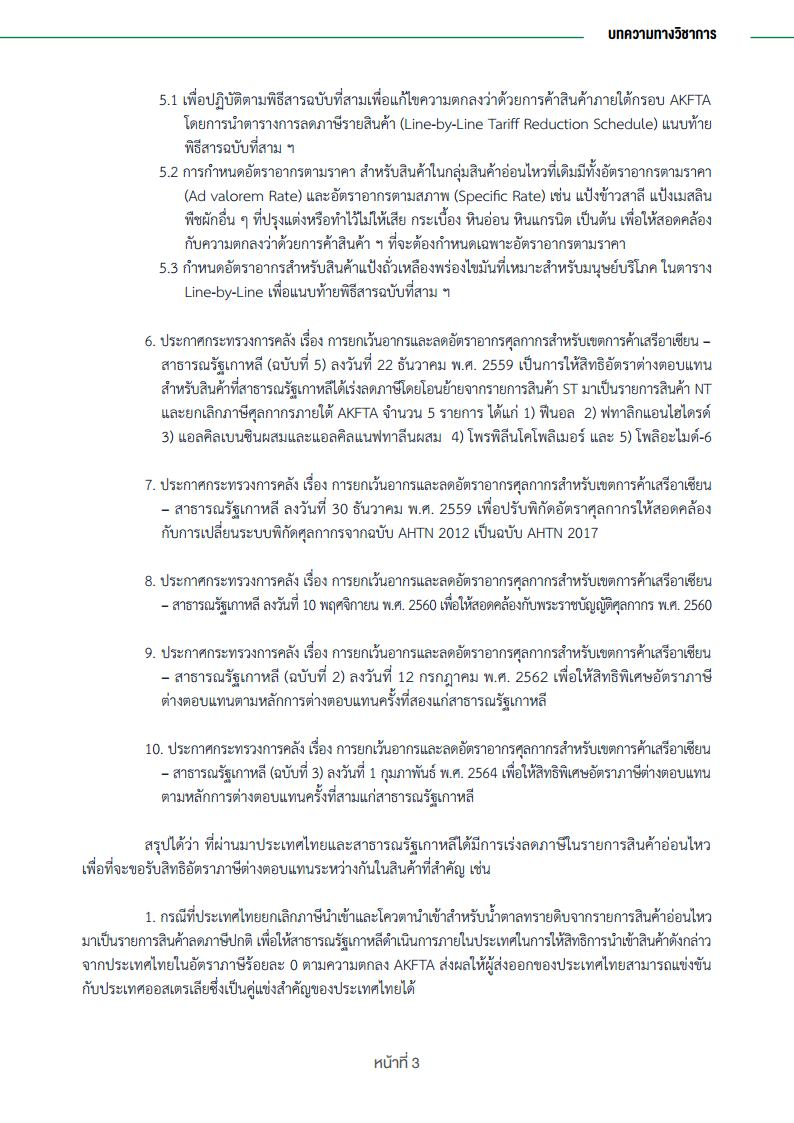 บทความทางวิชาการ
5.1 เพื่อปฏิบัติตามพิธีสารฉบับที่สามเพื่อแก้ไขความตกลงว่าด้วยการค้าสินค้าภายใต้กรอบ AKFTA
โดยการนำตารางการลดภาษีรายสินค้า (Line-by-Line Tariff Reduction Schedule) แนบท้าย
พิธีสารฉบับที่สาม ฯ
5.2 การกำหนดอัตราอากรตามราคา สำหรับสินค้าในกลุ่มสินค้าอ่อนไหวที่เดิมมีทั้งอัตราอากรตามราคา
(Ad valorem Rate) และอัตราอากรตามสภาพ (Specific Rate) เช่น แป้งข้าวสาลี แป้งเมสลิน
พืชผักอื่น ๆ ที่ปรุงแต่งหรือทำไว้ไม่ให้เสีย กระเบื้อง หินอ่อน หินแกรนิต เป็นต้น เพื่อให้สอดคล้อง
กับความตกลงว่าด้วยการค้าสินค้า ฯ ที่จะต้องกำหนดเฉพาะอัตราอากรตามราคา
5.3 กำหนดอัตราอากรสำหรับสินค้าแป้งถั่วเหลืองพร่องไขมันที่เหมาะสำหรับมนุษย์บริโภค ในตาราง
Line-by-Line เพื่อแนบท้ายพิธีสารฉบับที่สาม ฯ
6. ประกาศกระทรวงการคลัง เรื่อง การยกเว้นอากรและลดอัตราอากรศุลกากรสำหรับเขตการค้าเสรีอาเซียน –
สาธารณรัฐเกาหลี (ฉบับที่ 5) ลงวันที่ 22 ธันวาคม พ.ศ. 2559 เป็นการให้สิทธิอัตราต่างตอบแทน
สำหรับสินค้าที่สาธารณรัฐเกาหลีได้เร่งลดภาษีโดยโอนย้ายจากรายการสินค้า ST มาเป็นรายการสินค้า NT
และยกเลิกภาษีศุลกากรภายใต้ AKFTA จำนวน 5 รายการ ได้แก่ 1) ฟีนอล 2) ฟทาลิกแอนไฮไดรด์
3) แอลคิลเบนซินผสมและแอลคิลแนฟทาลีนผสม 4) โพรพิลีนโคโพลิเมอร์ และ 5) โพลิอะไมด์-6
7. ประกาศกระทรวงการคลัง เรื่อง การยกเว้นอากรและลดอัตราอากรศุลกากรสำหรับเขตการค้าเสรีอาเซียน
– สาธารณรัฐเกาหลี ลงวันที่ 30 ธันวาคม พ.ศ. 2559 เพื่อปรับพิกัดอัตราศุลกากรให้สอดคล้อง
กับการเปลี่ยนระบบพิกัดศุลกากรจากฉบับ AHTN 2012 เป็นฉบับ AHTN 2017
8. ประกาศกระทรวงการคลัง เรื่อง การยกเว้นอากรและลดอัตราอากรศุลกากรสำหรับเขตการค้าเสรีอาเซียน
– สาธารณรัฐเกาหลี ลงวันที่ 10 พฤศจิกายน พ.ศ. 2560 เพื่อให้สอดคล้องกับพระราชบัญญัติศุลกากร พ.ศ. 2560
9. ประกาศกระทรวงการคลัง เรื่อง การยกเว้นอากรและลดอัตราอากรศุลกากรสำหรับเขตการค้าเสรีอาเซียน
– สาธารณรัฐเกาหลี (ฉบับที่ 2) ลงวันที่ 12 กรกฎาคม พ.ศ. 2562 เพื่อให้สิทธิพิเศษอัตราภาษี
ต่างตอบแทนตามหลักการต่างตอบแทนครั้งที่สองแก่สาธารณรัฐเกาหลี
10. ประกาศกระทรวงการคลัง เรื่อง การยกเว้นอากรและลดอัตราอากรศุลกากรสำหรับเขตการค้าเสรีอาเซียน
– สาธารณรัฐเกาหลี (ฉบับที่ 3) ลงวันที่ 1 กุมภาพันธ์ พ.ศ. 2564 เพื่อให้สิทธิพิเศษอัตราภาษีต่างตอบแทน
ตามหลักการต่างตอบแทนครั้งที่สามแก่สาธารณรัฐเกาหลี
สรุปได้ว่า ที่ผ่านมาประเทศไทยและสาธารณรัฐเกาหลีได้มีการเร่งลดภาษีในรายการสินค้าอ่อนไหว
เพื่อที่จะขอรับสิทธิอัตราภาษีต่างตอบแทนระหว่างกันในสินค้าที่สำคัญ เช่น
1. กรณีที่ประเทศไทยยกเลิกภาษีนำเข้าและโควตานำเข้าสำหรับน้ำตาลทรายดิบจากรายการสินค้าอ่อนไหว
มาเป็นรายการสินค้าลดภาษีปกติ เพื่อให้สาธารณรัฐเกาหลีดำเนินการภายในประเทศในการให้สิทธิการนำเข้าสินค้าดังกล่าว
จากประเทศไทยในอัตราภาษีร้อยละ 0 ตามความตกลง AKFTA ส่งผลให้ผู้ส่งออกของประเทศไทยสามารถแข่งขัน
กับประเทศออสเตรเลียซึ่งเป็นคู่แข่งสำคัญของประเทศไทยได้
หน้าที่ 3